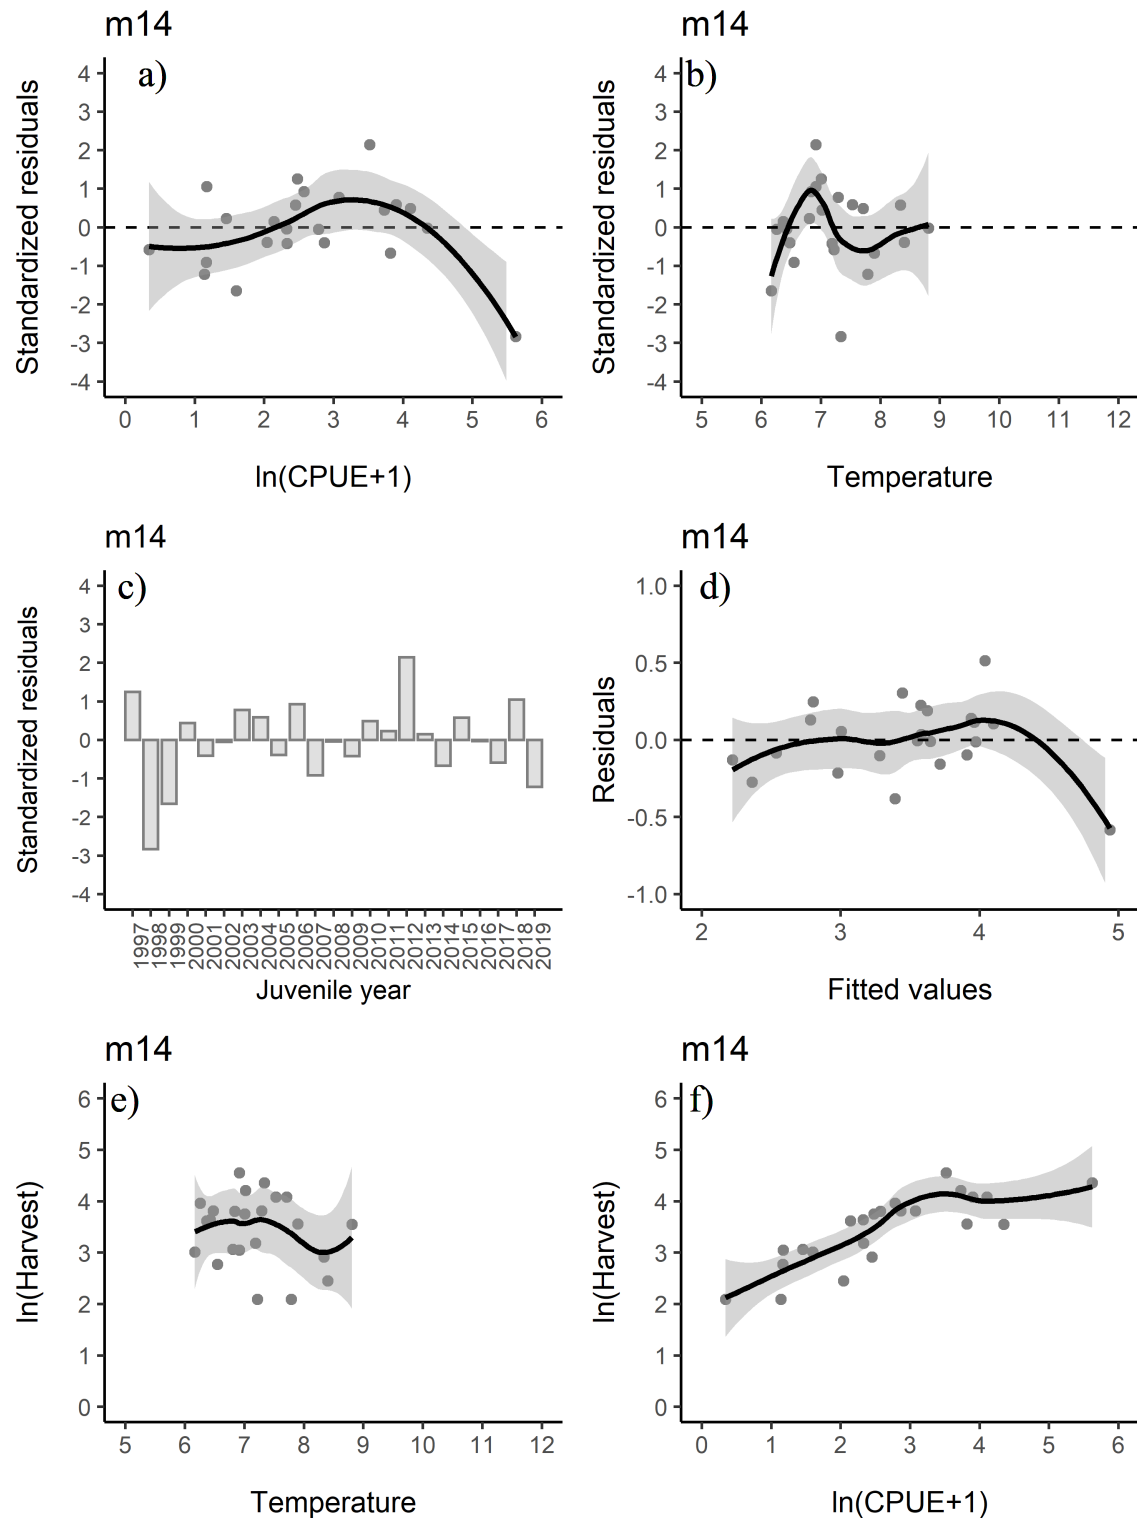 m14
a)
Standardized residuals
4
3
2
1
0
-1
-2
-3
-4
0 1 2 3 4 5 6
ln(CPUE+1)
m14
b)
Standardized residuals
4
3
2
1
0
-1
-2
-3
-4
5 6 7 8 9 10 11 12
Temperature
m14
c)
Standardized residuals
4
3
2
1
0
-1
-2
-3
-4
1997 1998 1999 2000 2001 2002 2003 2004 2005 2006 2007 2008 2009 2010 2011 2012 2013 2014 2015 2016 2017 2018 2019
Juvenile year
m14
d)
Residuals
1.0
0.5
0.0
-0.5
-1.0
2 3 4 5
Fitted values
m14
e)
ln(Harvest)
6
5
4
3
2
1
0
5 6 7 8 9 10 11 12
Temperature
m14
f)
ln(Harvest)
6
5
4
3
2
1
0
0 1 2 3 4 5 6
ln(CPUE+1)